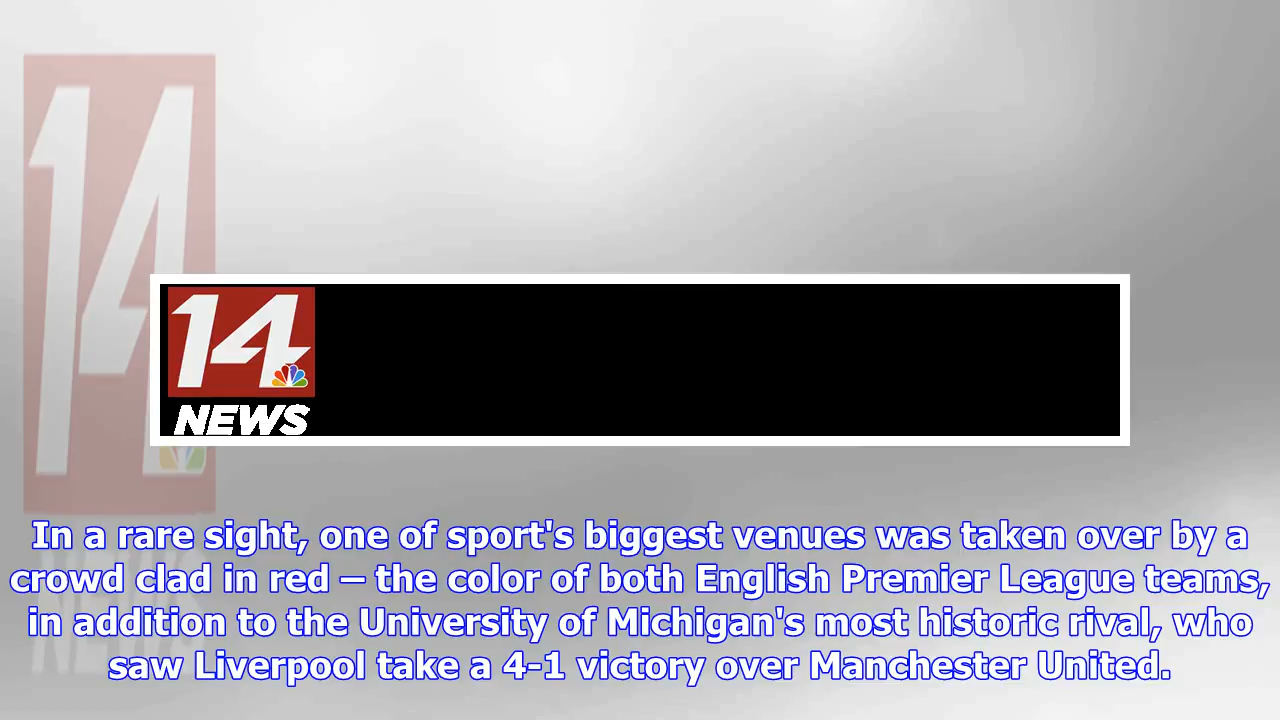 14
14
NEWS
NEWS
In a rare sight, one of sport's biggest venues was taken over by a
crowd clad in red – the color of both English Premier League teams,
in addition to the University of Michigan's most historic rival, who
saw Liverpool take a 4-1 victory over Manchester United.